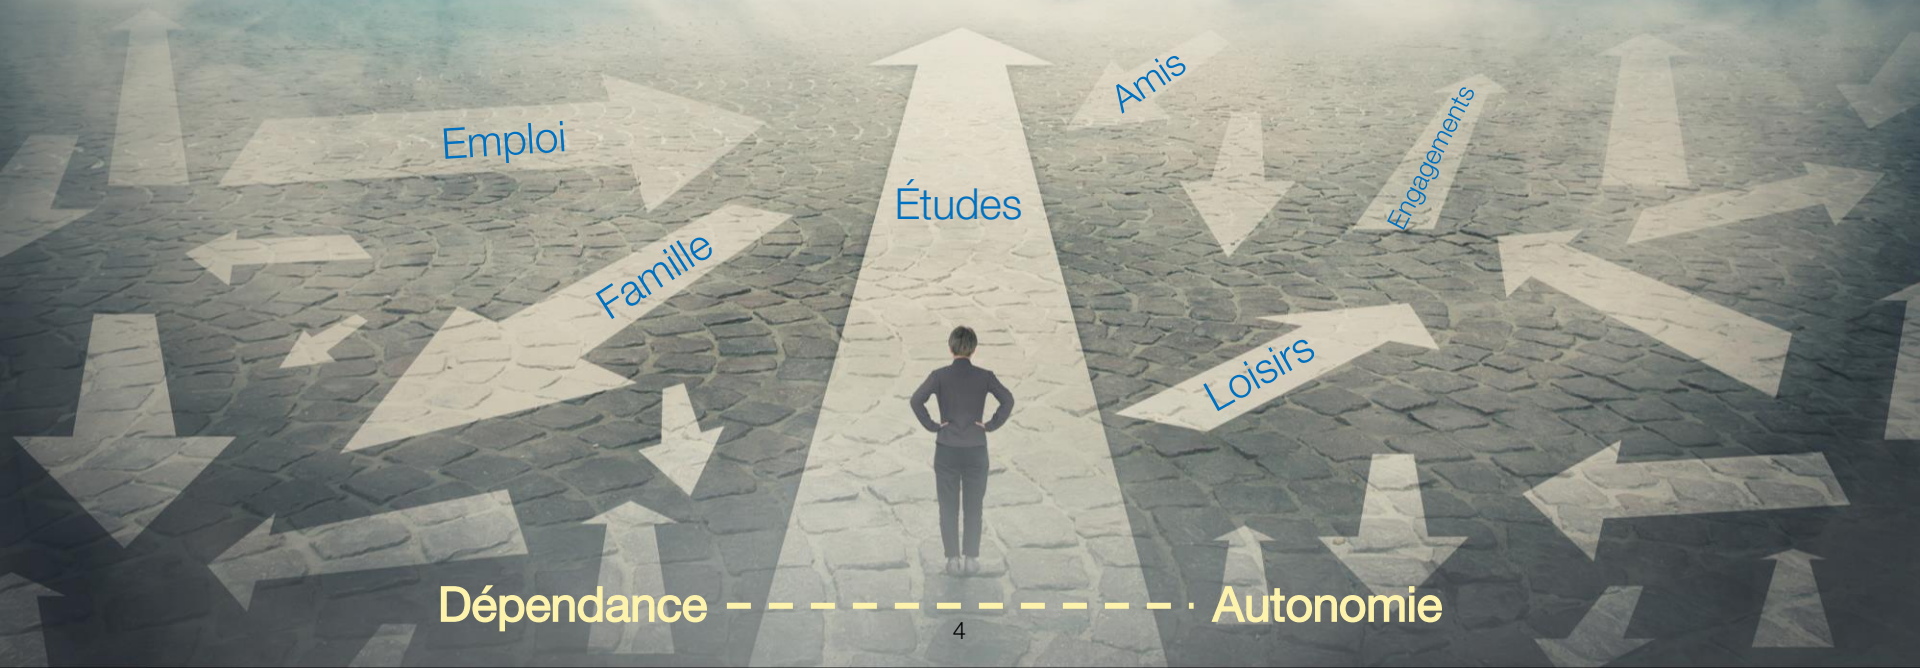 Emploi
Famille
Études
Amis
Engagements
Loisirs
Dépendance
Autonomie
4